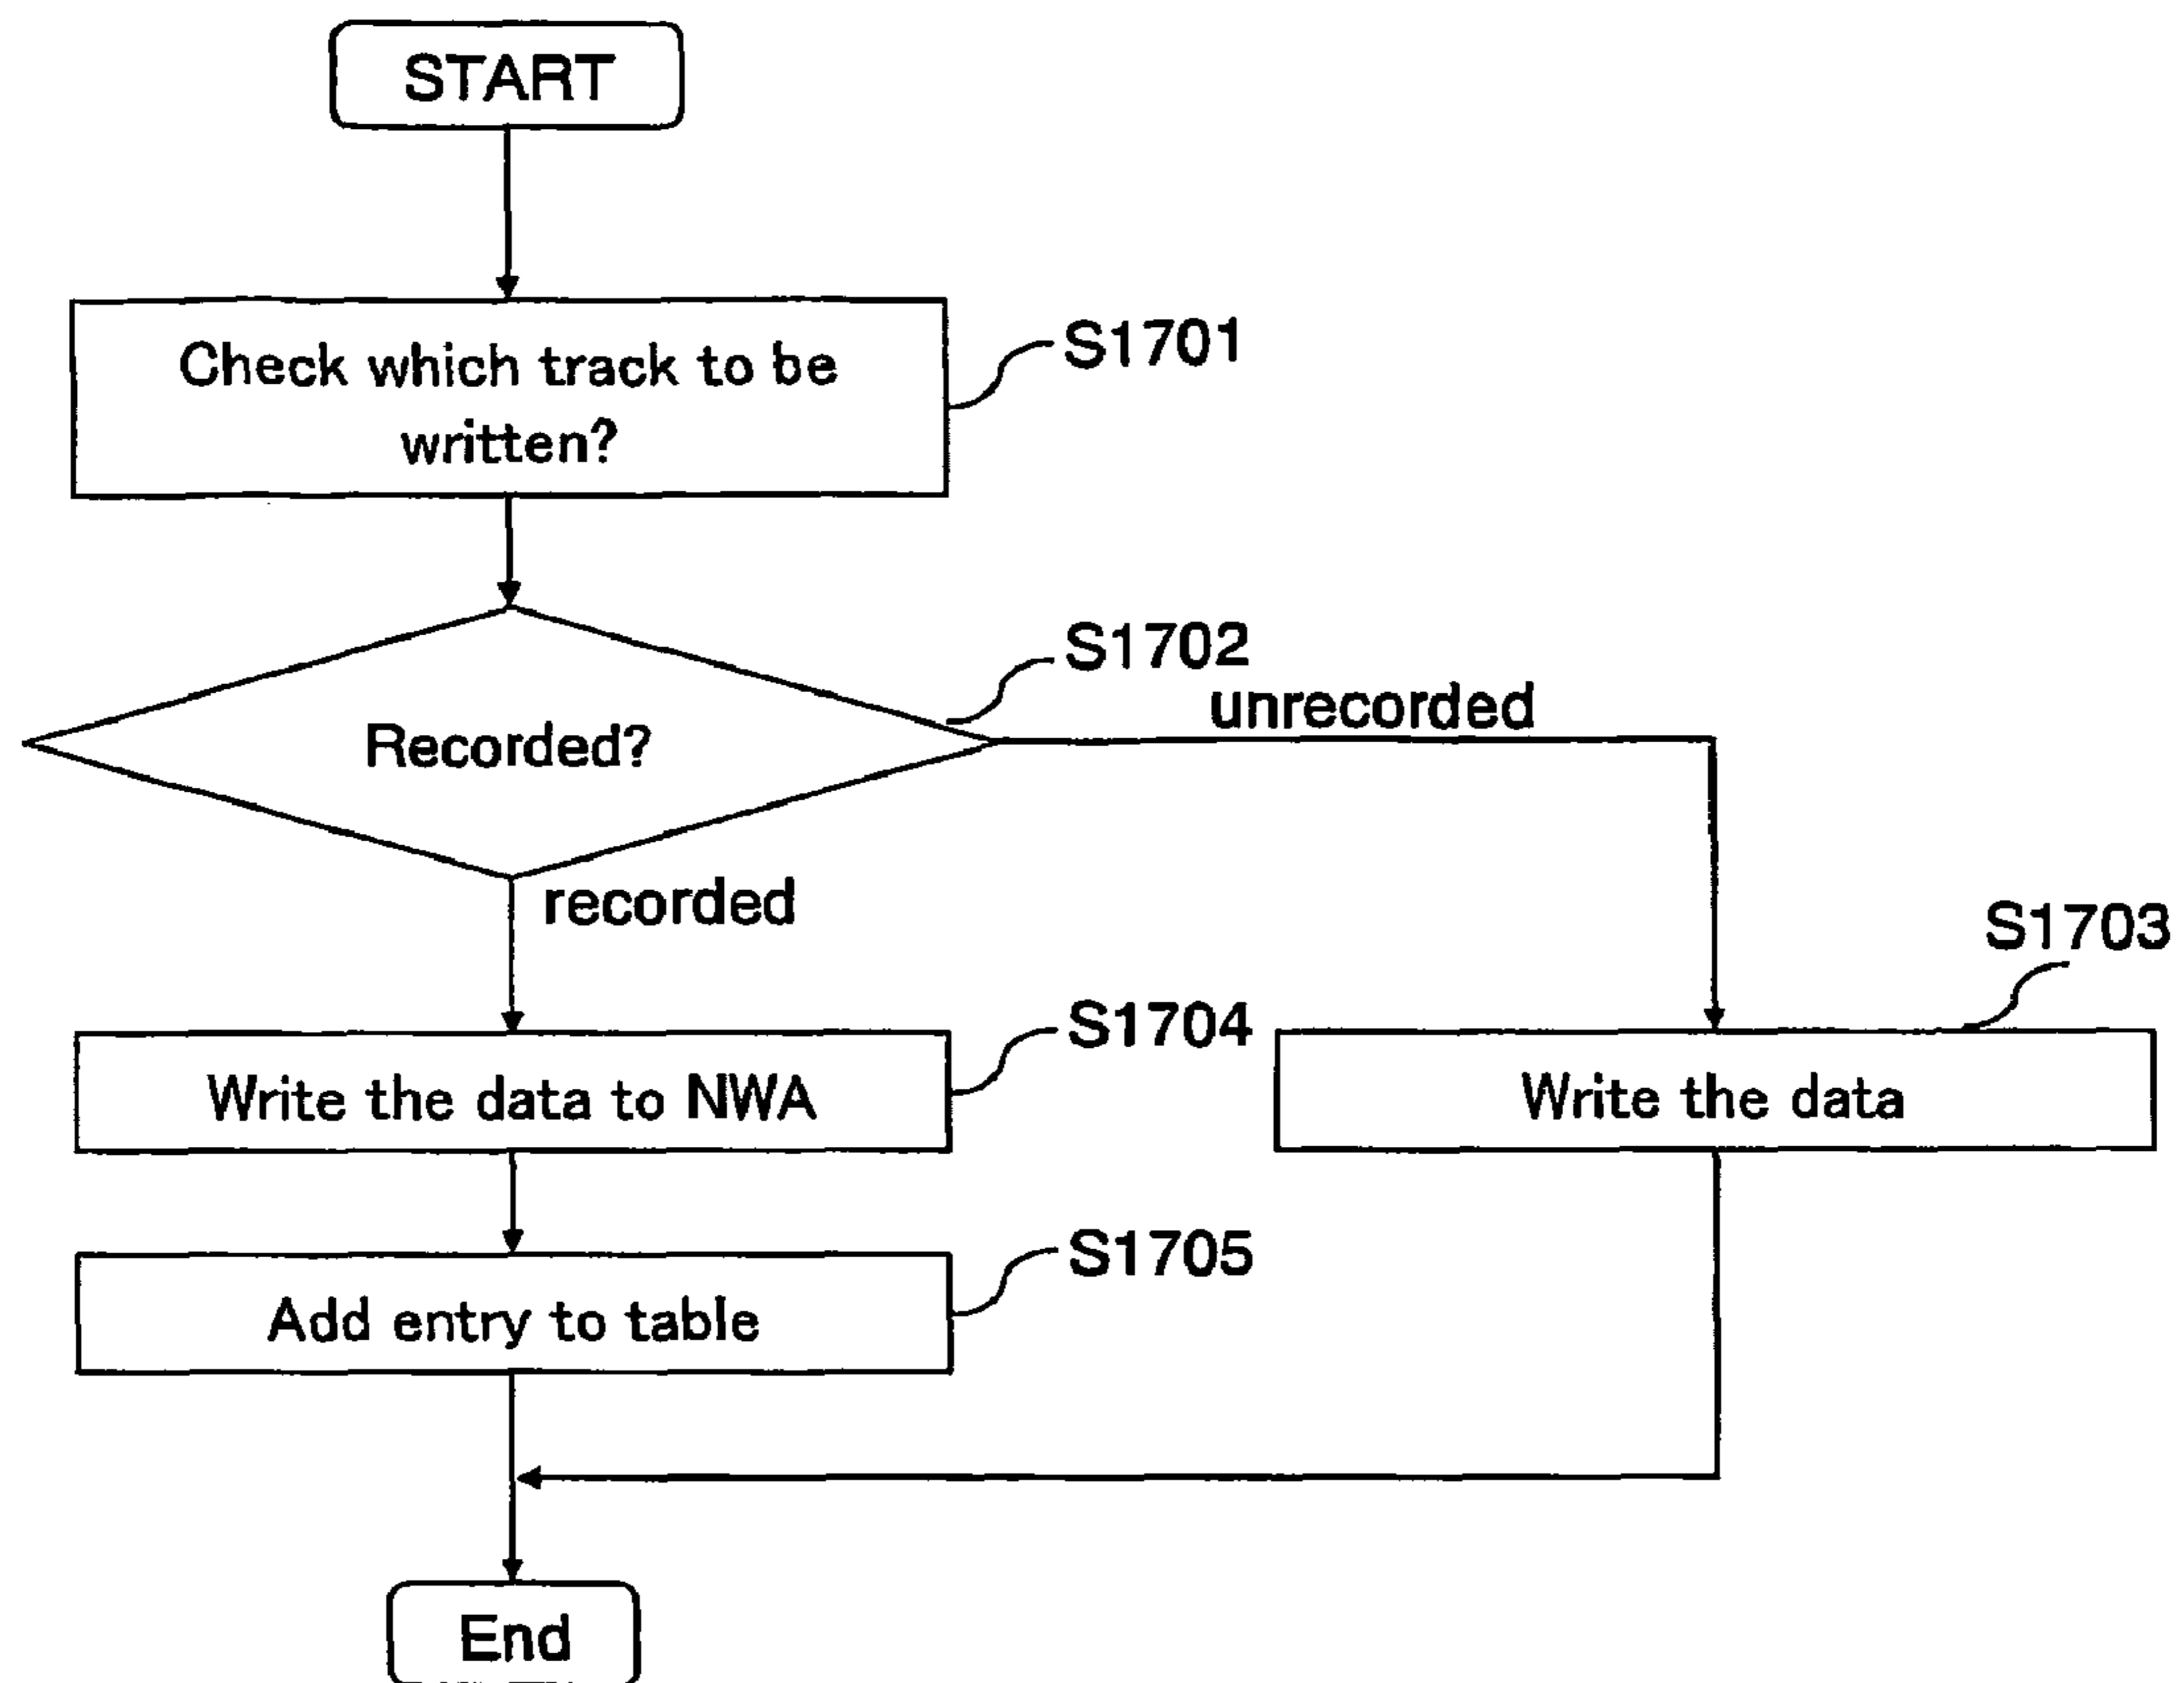 START
Check which track to be
written?
S1701
S1702
Recorded?
unrecorded
recorded
S1703
S1704
Write the data to NWA
Write the data
S1705
Add entry to table
End